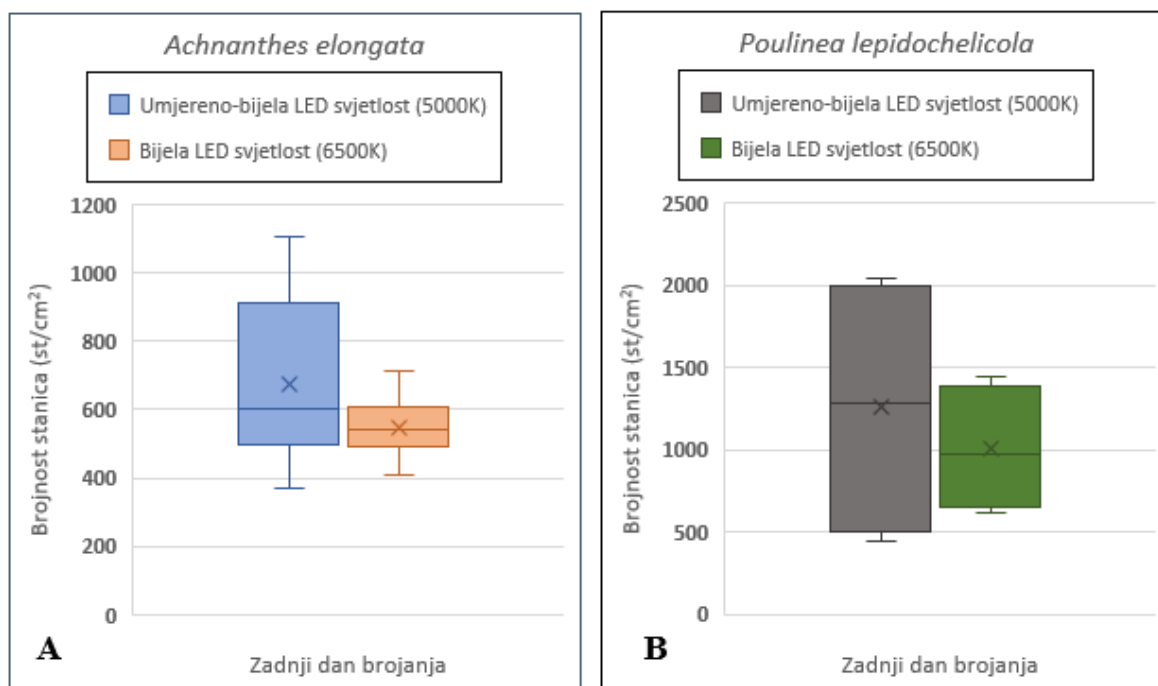 Achnanthes elongata
Umjereno-bijela LED svjetlost (5000K)
Bijela LED svjetlost (6500K)
1200
1000
800
600
400
200
0
Brojnost stanica (st/cm²)
A
Zadnji dan brojanja
Poulinea lepidochelicola
Umjereno-bijela LED svjetlost (5000K)
Bijela LED svjetlost (6500K)
2500
2000
1500
1000
500
0
Brojnost stanica (st/cm²)
B
Zadnji dan brojanja